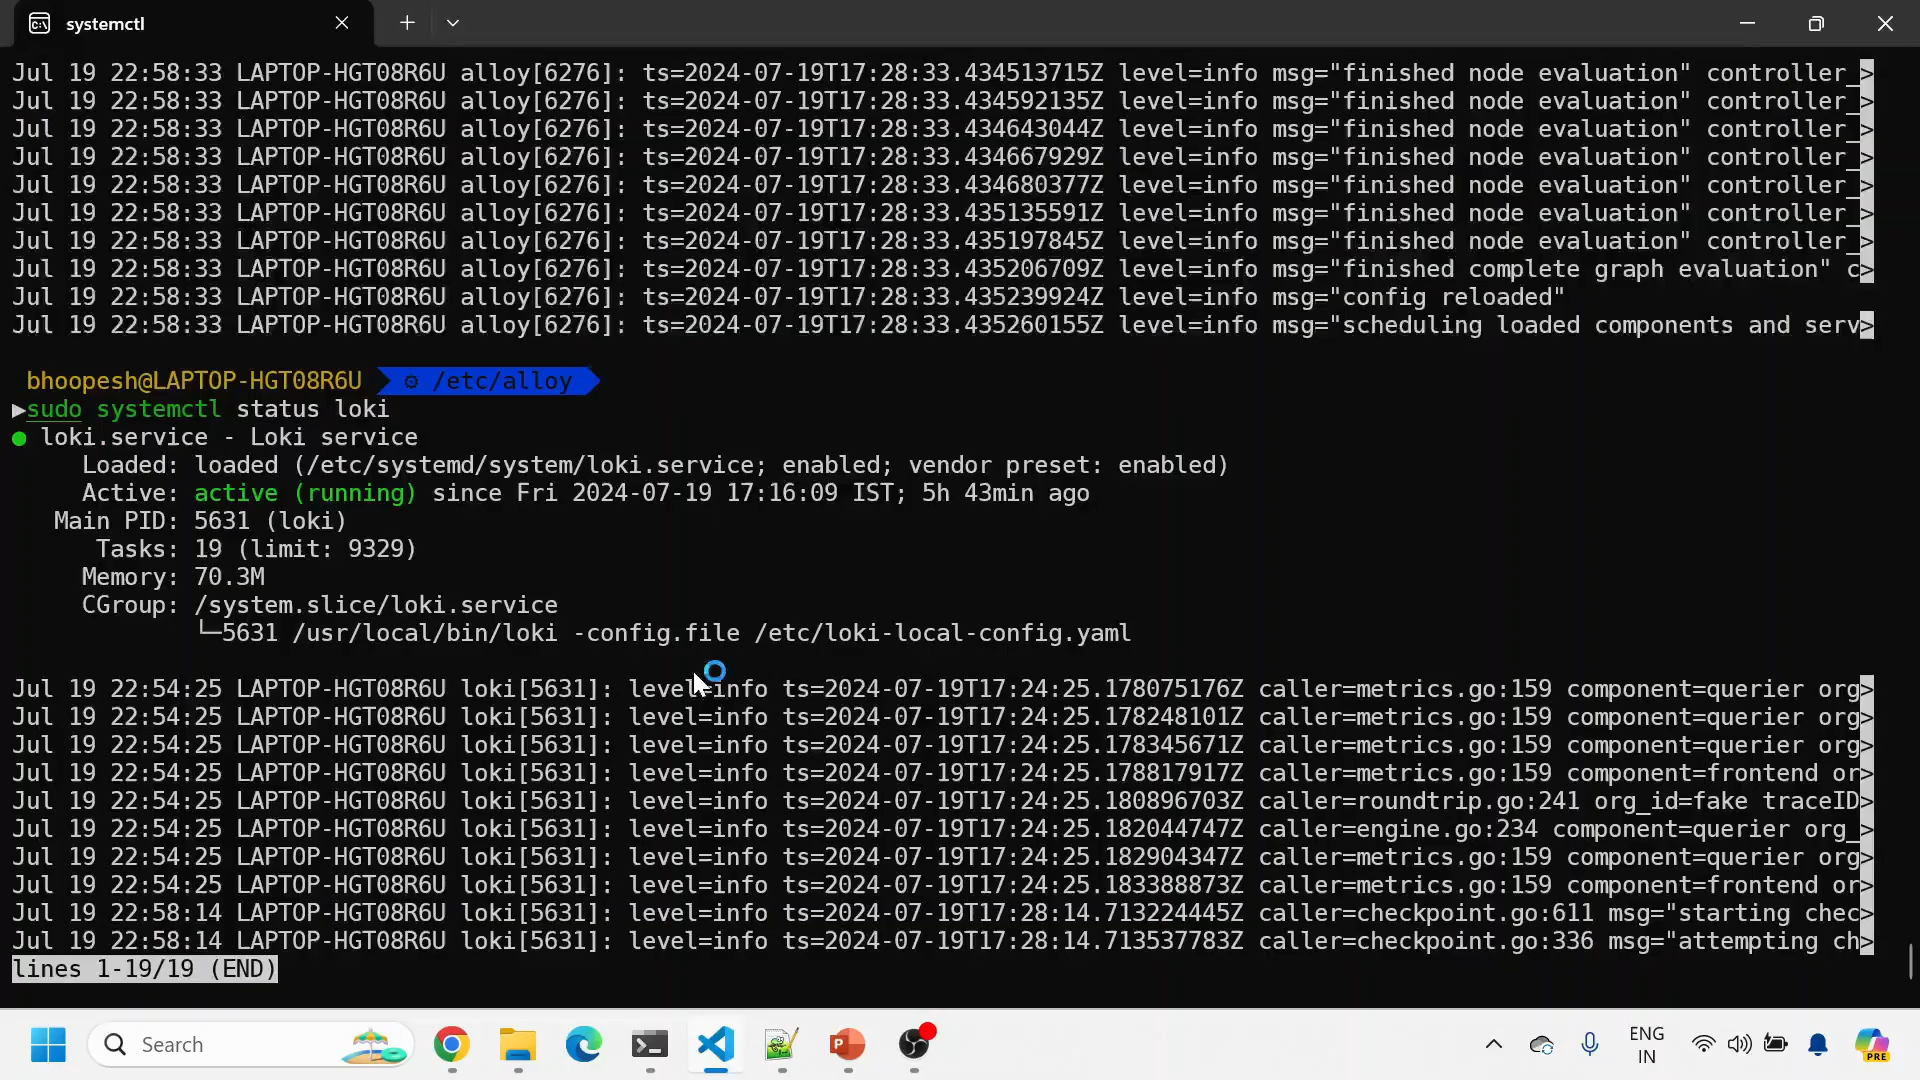 systemctl
Jul 19 22:58:33 LAPTOP-HGT08R6U alloy[6276]: ts=2024-07-19T17:28:33.434513715Z level=info msg="finished node evaluation" controller_>
Jul 19 22:58:33 LAPTOP-HGT08R6U alloy[6276]: ts=2024-07-19T17:28:33.434592135Z level=info msg="finished node evaluation" controller_>
Jul 19 22:58:33 LAPTOP-HGT08R6U alloy[6276]: ts=2024-07-19T17:28:33.434643044Z level=info msg="finished node evaluation" controller_>
Jul 19 22:58:33 LAPTOP-HGT08R6U alloy[6276]: ts=2024-07-19T17:28:33.434667929Z level=info msg="finished node evaluation" controller_>
Jul 19 22:58:33 LAPTOP-HGT08R6U alloy[6276]: ts=2024-07-19T17:28:33.434680377Z level=info msg="finished node evaluation" controller_>
Jul 19 22:58:33 LAPTOP-HGT08R6U alloy[6276]: ts=2024-07-19T17:28:33.435135591Z level=info msg="finished node evaluation" controller_>
Jul 19 22:58:33 LAPTOP-HGT08R6U alloy[6276]: ts=2024-07-19T17:28:33.435197845Z level=info msg="finished node evaluation" controller_>
Jul 19 22:58:33 LAPTOP-HGT08R6U alloy[6276]: ts=2024-07-19T17:28:33.435206709Z level=info msg="finished complete graph evaluation" c>
Jul 19 22:58:33 LAPTOP-HGT08R6U alloy[6276]: ts=2024-07-19T17:28:33.435239924Z level=info msg="config reloaded"
Jul 19 22:58:33 LAPTOP-HGT08R6U alloy[6276]: ts=2024-07-19T17:28:33.435260155Z level=info msg="scheduling loaded components and serv>
bhoopesh@LAPTOP-HGT08R6U /etc/alloy
sudo systemctl status loki
● loki.service - Loki service
Loaded: loaded (/etc/systemd/system/loki.service; enabled; vendor preset: enabled)
Active: active (running) since Fri 2024-07-19 17:16:09 IST; 5h 43min ago
Main PID: 5631 (loki)
Tasks: 19 (limit: 9329)
Memory: 70.3M
CGroup: /system.slice/loki.service
└─5631 /usr/local/bin/loki -config.file /etc/loki-local-config.yaml
Jul 19 22:54:25 LAPTOP-HGT08R6U loki[5631]: level=info ts=2024-07-19T17:24:25.178075176Z caller=metrics.go:159 component=querier org>
Jul 19 22:54:25 LAPTOP-HGT08R6U loki[5631]: level=info ts=2024-07-19T17:24:25.178248101Z caller=metrics.go:159 component=querier org>
Jul 19 22:54:25 LAPTOP-HGT08R6U loki[5631]: level=info ts=2024-07-19T17:24:25.178345671Z caller=metrics.go:159 component=querier org>
Jul 19 22:54:25 LAPTOP-HGT08R6U loki[5631]: level=info ts=2024-07-19T17:24:25.178817917Z caller=metrics.go:159 component=frontend or>
Jul 19 22:54:25 LAPTOP-HGT08R6U loki[5631]: level=info ts=2024-07-19T17:24:25.180896703Z caller=roundtrip.go:241 org_id=fake traceID>
Jul 19 22:54:25 LAPTOP-HGT08R6U loki[5631]: level=info ts=2024-07-19T17:24:25.182044747Z caller=engine.go:234 component=querier org_>
Jul 19 22:54:25 LAPTOP-HGT08R6U loki[5631]: level=info ts=2024-07-19T17:24:25.182904347Z caller=metrics.go:159 component=querier org>
Jul 19 22:54:25 LAPTOP-HGT08R6U loki[5631]: level=info ts=2024-07-19T17:24:25.183388873Z caller=metrics.go:159 component=frontend or>
Jul 19 22:58:14 LAPTOP-HGT08R6U loki[5631]: level=info ts=2024-07-19T17:28:14.713224445Z caller=checkpoint.go:611 msg="starting chec>
Jul 19 22:58:14 LAPTOP-HGT08R6U loki[5631]: level=info ts=2024-07-19T17:28:14.713537783Z caller=checkpoint.go:336 msg="attempting ch>
lines 1-19/19 (END)
Search
ENG
IN
PRE